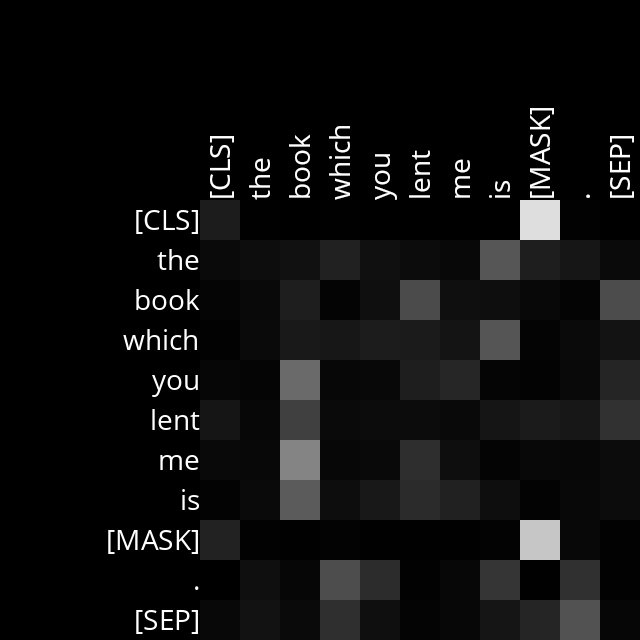 [CLS] the book which you lent me is [MASK] . [SEP]
[CLS]
the
book
which
you
lent
me
is
[MASK]
.
[SEP]